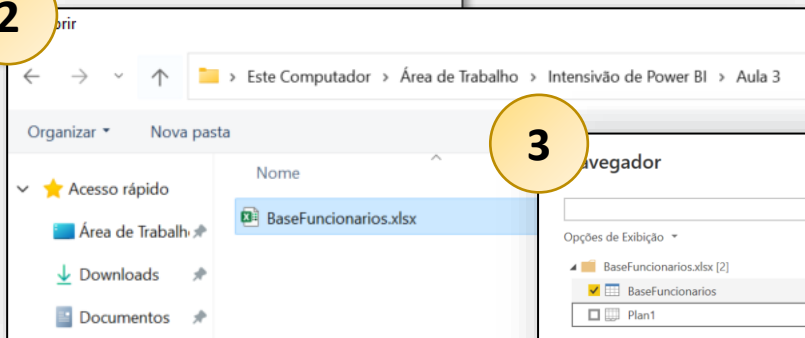 2
brir
Este Computador > Área de Trabalho > Intensivão de Power BI > Aula 3
Organizar
Nova pasta
Nome
Acesso rápido
Área de Trabalh
Downloads
Documentos
BaseFuncionarios.xlsx
3
avegador
Opções de Exibição
BaseFuncionarios.xlsx [2]
BaseFuncionarios
Plan1